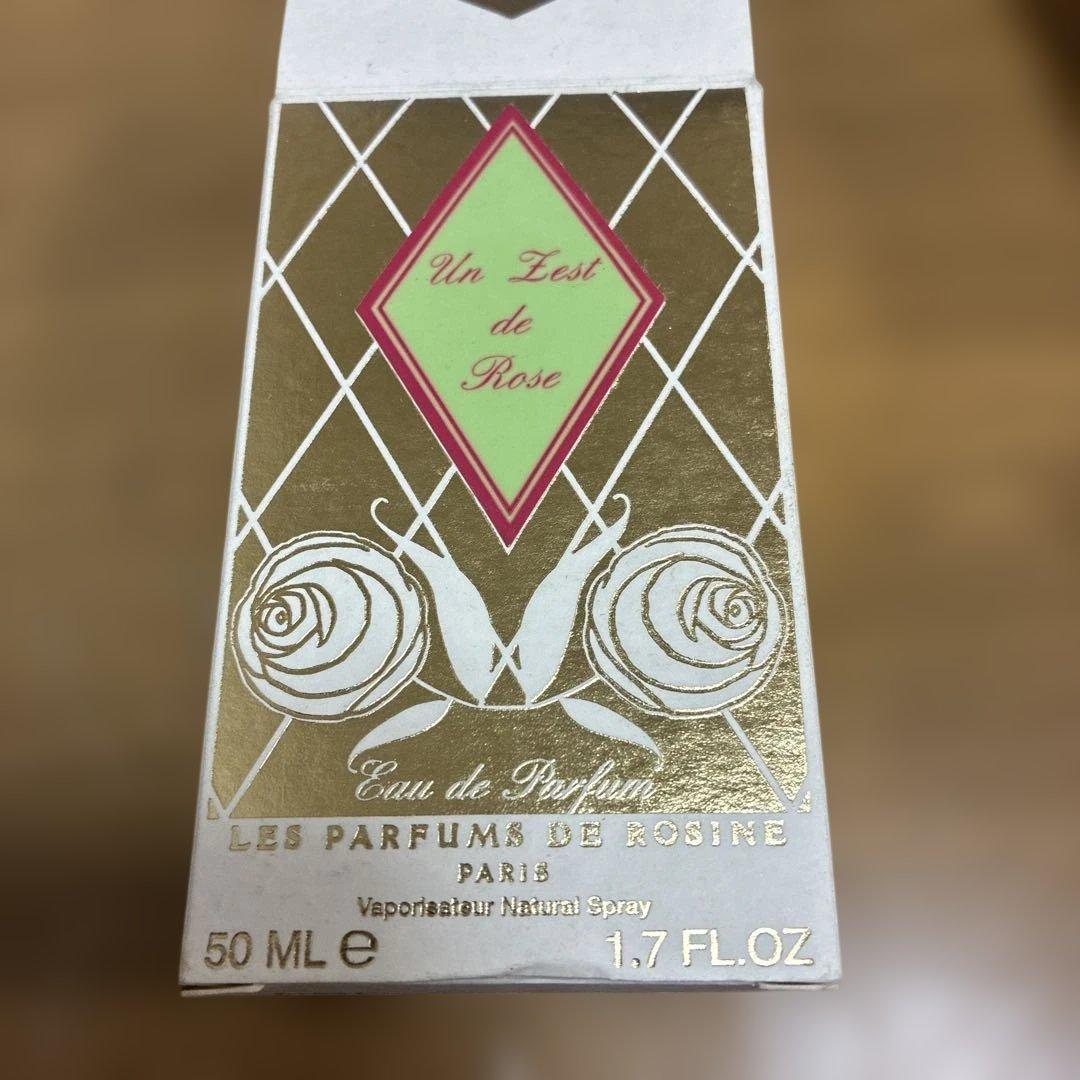 Un Zest
de
Rose
Eau de Parfum
LES PARFUMS DE ROSINE
PARIS
Vaporisateur Natural Spray
50 ML ℮
1.7 FL.OZ